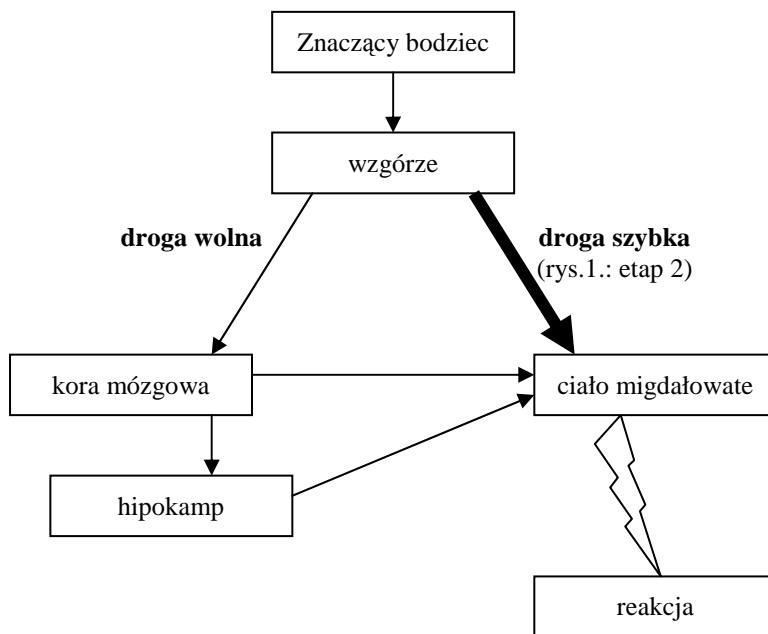 Znaczący bodziec
wzgórze
droga wolna
droga szybka
(rys.1.: etap 2)
kora mózgowa
ciało migdałowate
hipokamp
reakcja